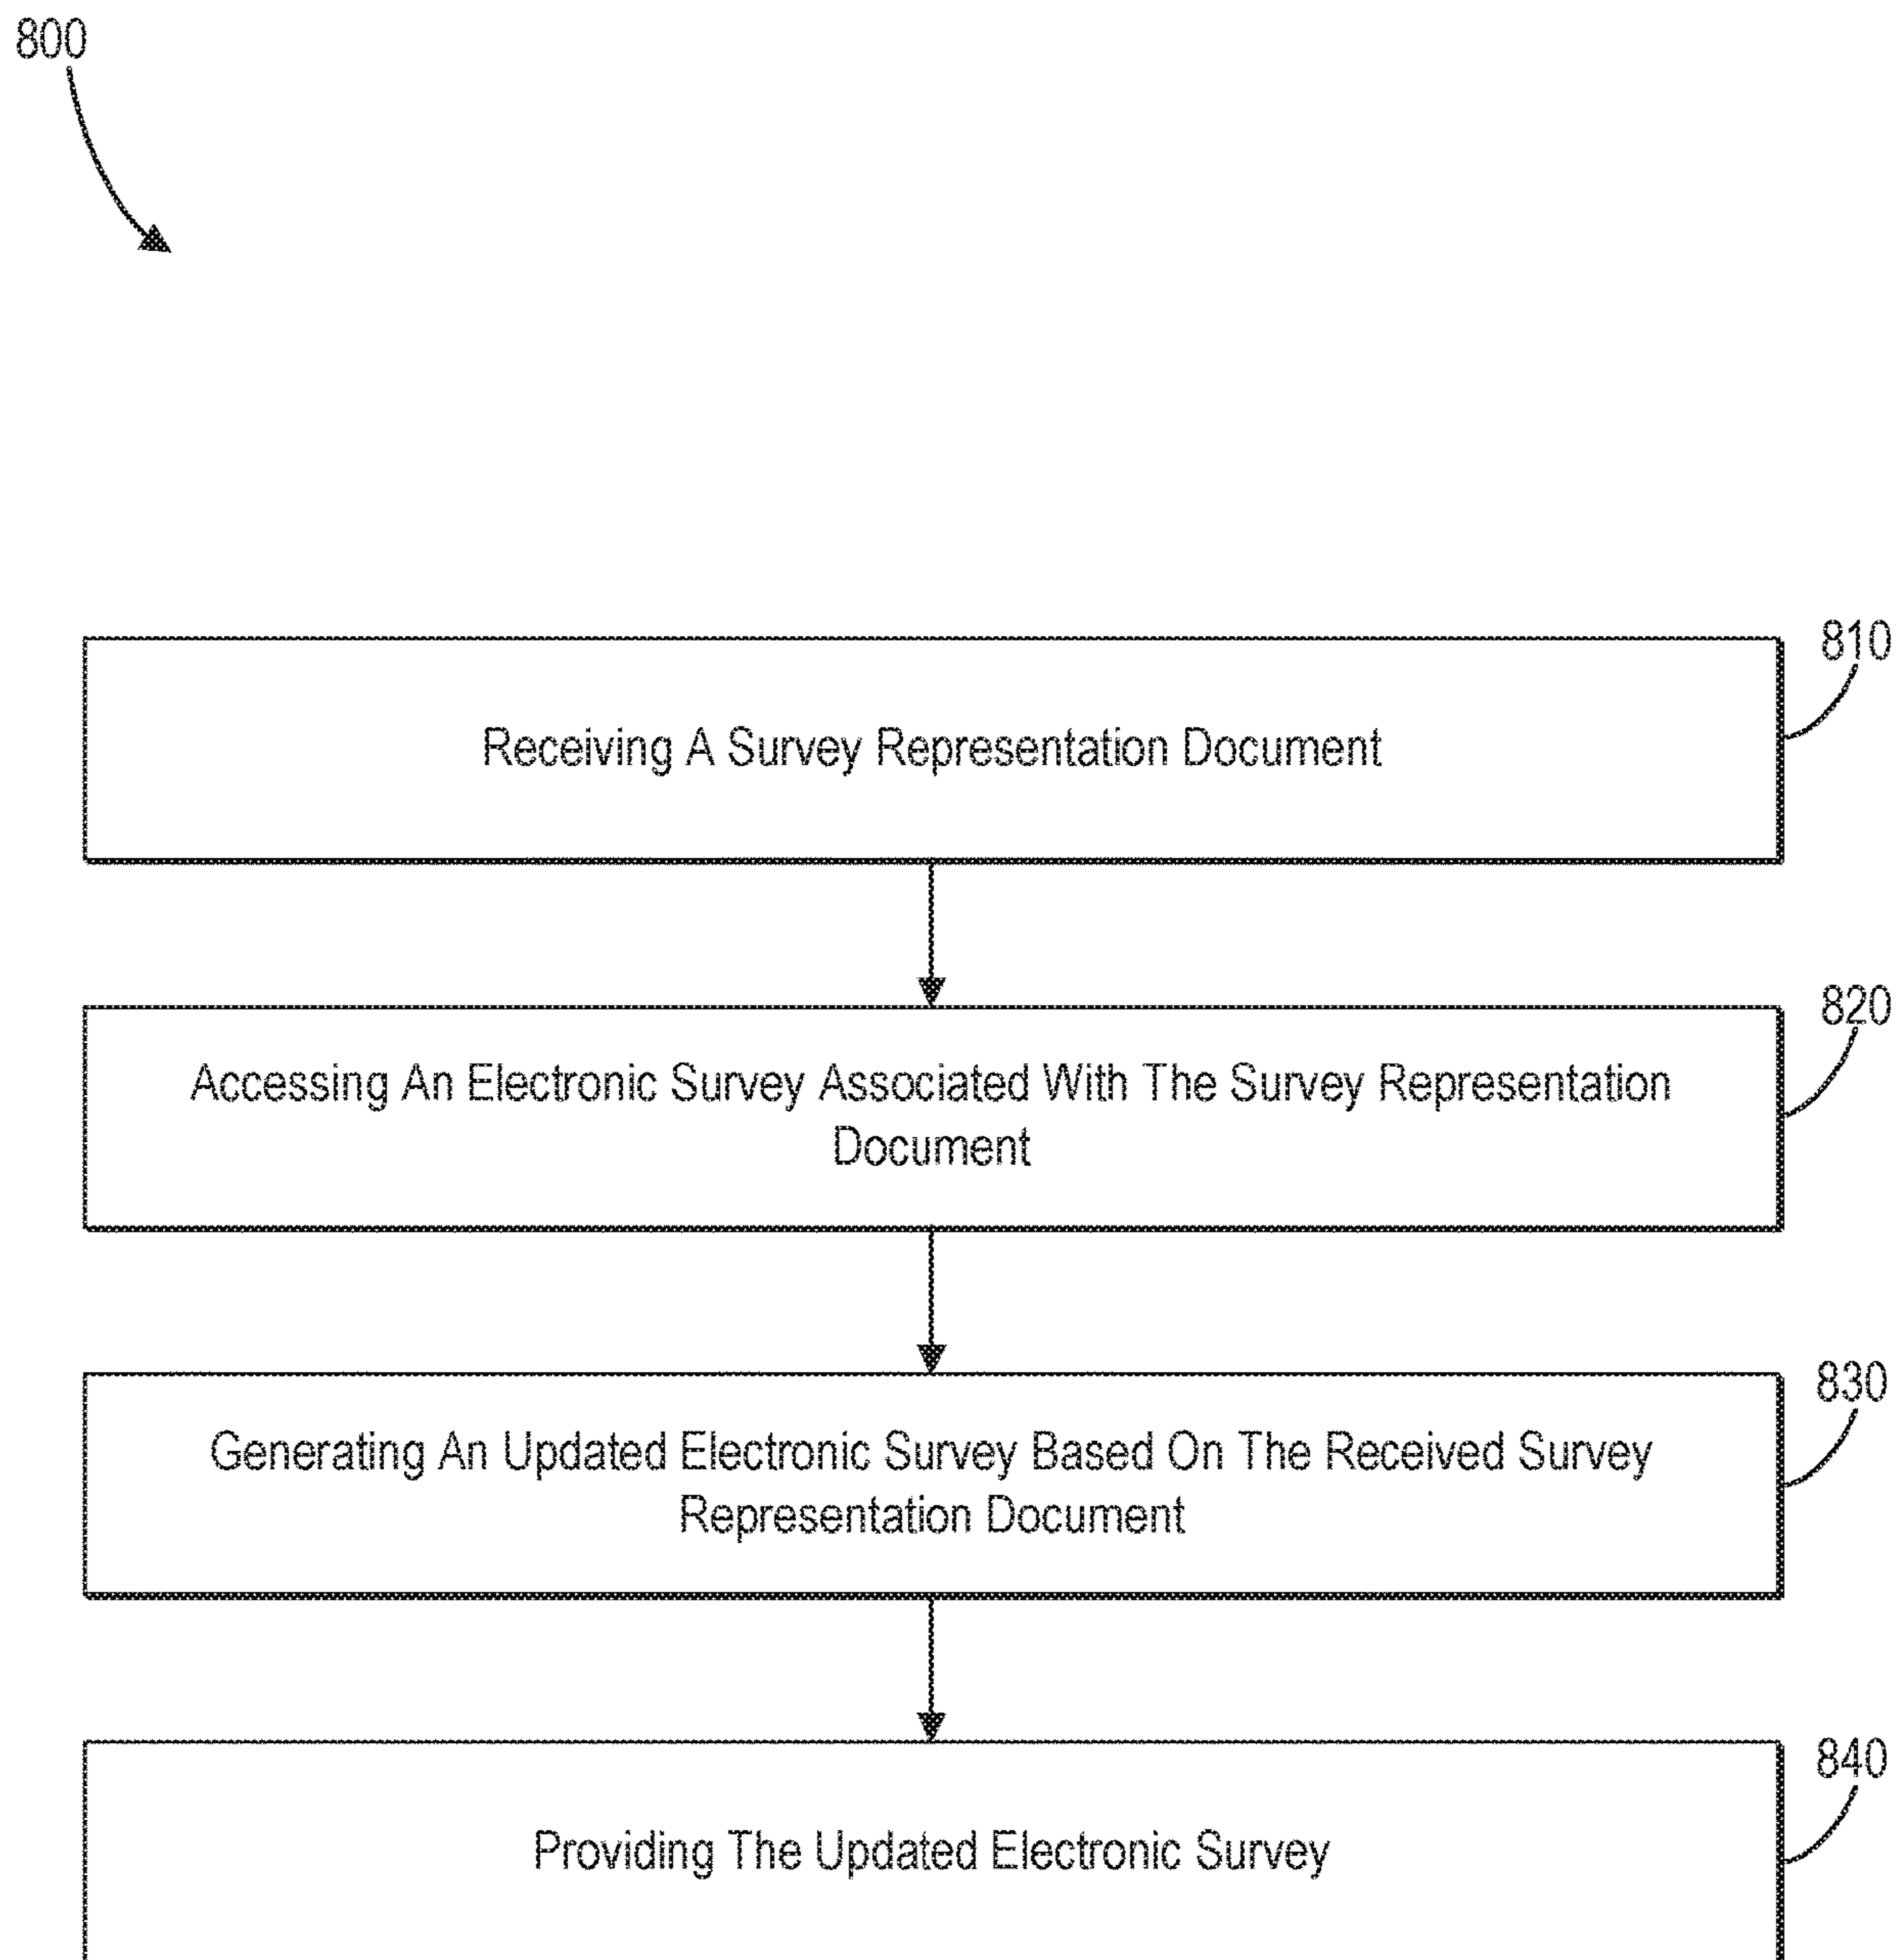 800
810
Receiving A Survey Representation Document
820
Accessing An Electronic Survey Associated With The Survey Representation
Document
830
Generating An Updated Electronic Survey Based On The Received Survey
Representation Document
840
Providing The Updated Electronic Survey